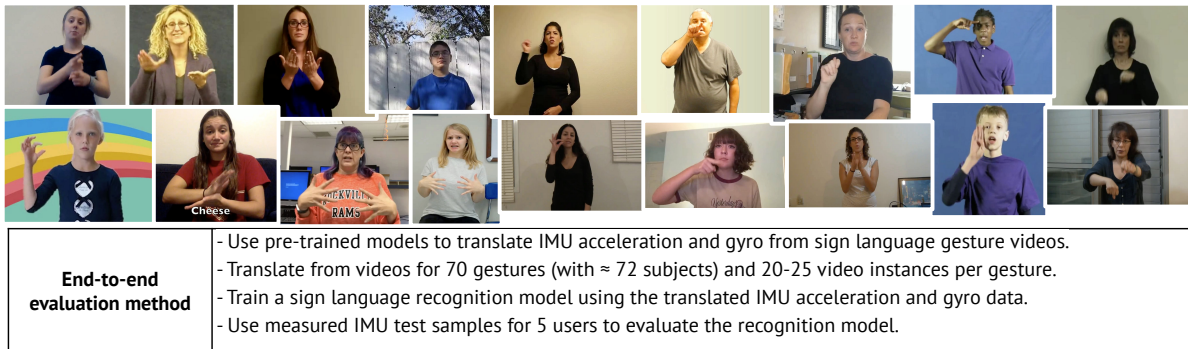 Cheese
RAMS
End-to-end
evaluation method
- Use pre-trained models to translate IMU acceleration and gyro from sign language gesture videos.
- Translate from videos for 70 gestures (with ≈ 72 subjects) and 20-25 video instances per gesture.
- Train a sign language recognition model using the translated IMU acceleration and gyro data.
- Use measured IMU test samples for 5 users to evaluate the recognition model.